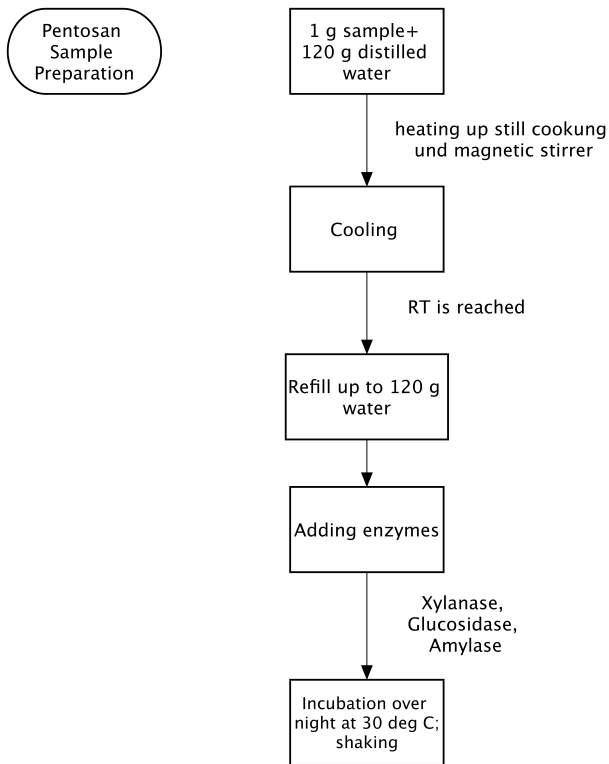 Pentosan
Sample
Preparation
1 g sample+
120 g distilled
water
heating up still cookung
und magnetic stirrer
Cooling
RT is reached
Refill up to 120 g
water
Adding enzymes
Xylanase,
Glucosidase,
Amylase
Incubation over
night at 30 deg C;
shaking